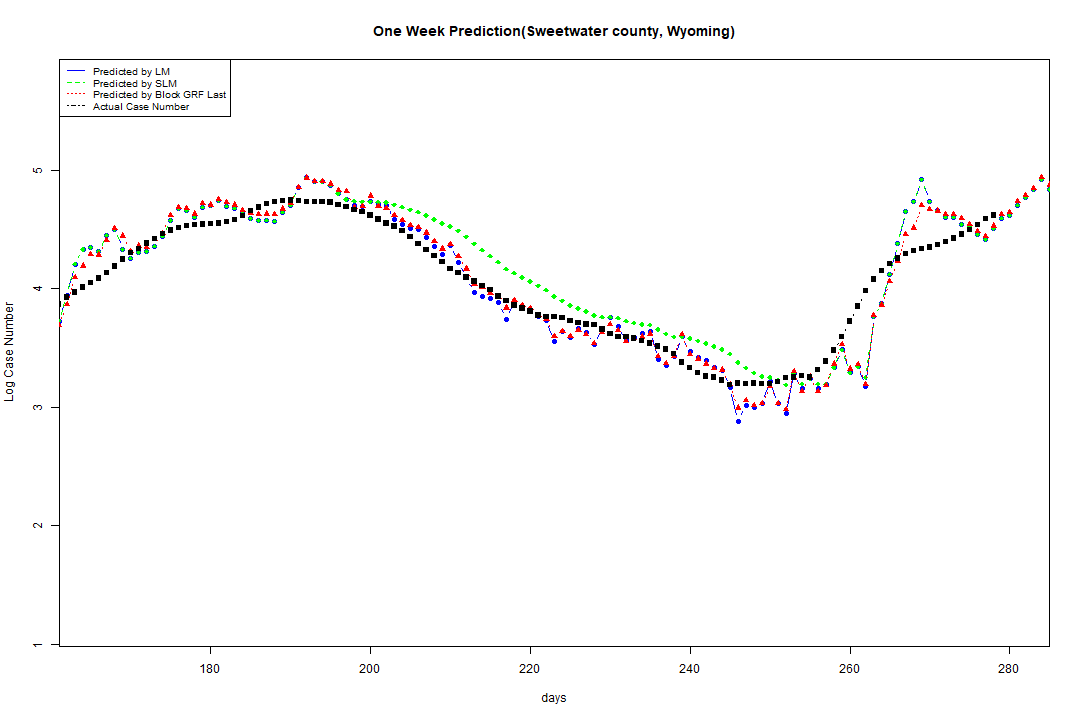 One Week Prediction(Sweetwater county, Wyoming)
Predicted by LM
Predicted by SLM
Predicted by Block GRF Last
Actual Case Number
5
4
3
2
1
Log Case Number
180 200 220 240 260 280
days